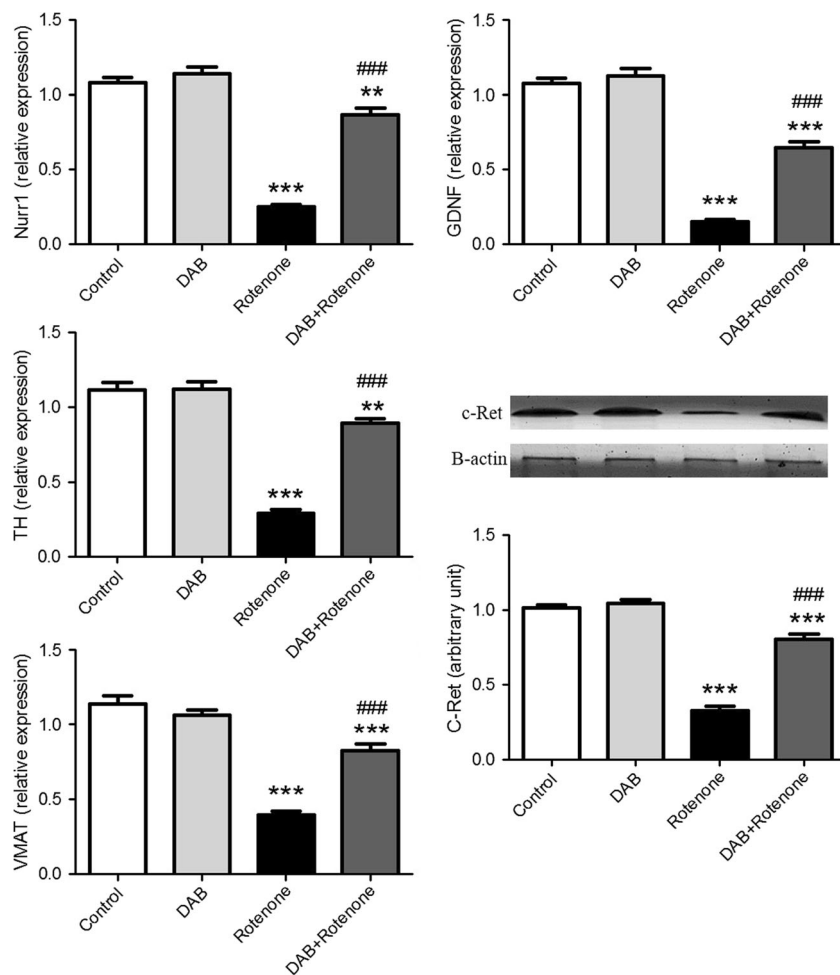 Nurr1 (relative expression)
1.5
1.0
0.5
0.0
###
**
***
Control
DAB
Rotenone
DAB+Rotenone
GDNF (relative expression)
1.5
1.0
0.5
0.0
###
***
***
Control
DAB
Rotenone
DAB+Rotenone
TH (relative expression)
1.5
1.0
0.5
0.0
###
**
***
Control
DAB
Rotenone
DAB+Rotenone
c-Ret
B-actin
C-Ret (arbitrary unit)
1.5
1.0
0.5
0.0
###
***
***
Control
DAB
Rotenone
DAB+Rotenone
VMAT (relative expression)
1.5
1.0
0.5
0.0
###
***
***
Control
DAB
Rotenone
DAB+Rotenone